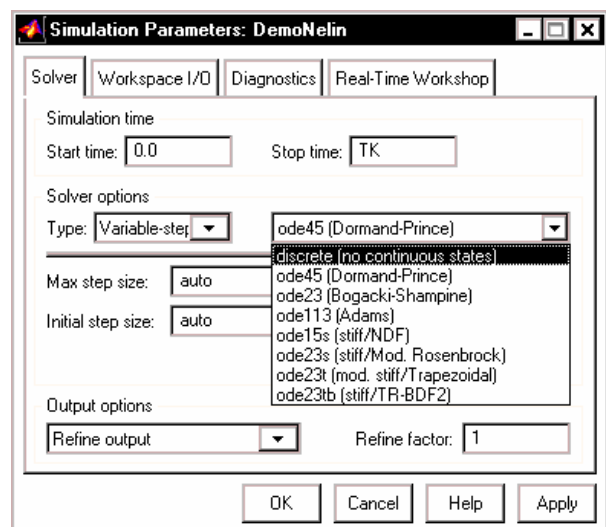 Simulation Parameters: DemoNelin
Solver Workspace I/O Diagnostics Real-Time Workshop
Simulation time
Start time: 0.0 Stop time: TK
Solver options
Type: Variable-step ode45 (Dormand-Prince)
discrete (no continuous states)
ode45 (Dormand-Prince)
Max step size: auto
ode23 (Bogacki-Shampine)
ode113 (Adams)
Initial step size: auto
ode15s (stiff/NDF)
ode23s (stiff/Mod. Rosenbrock)
ode23t (mod. stiff/Trapezoidal)
ode23tb (stiff/TR-BDF2)
Output options
Refine output Refine factor: 1
OK Cancel Help Apply